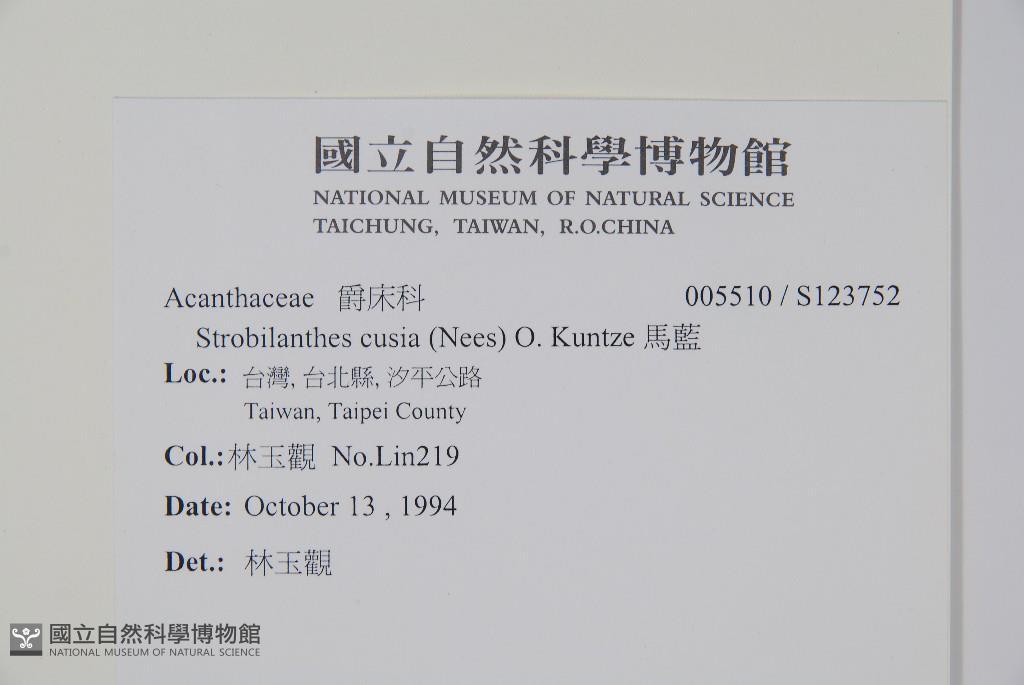 國立自然科學博物館
NATIONAL MUSEUM OF NATURAL SCIENCE
TAICHUNG, TAIWAN, R.O.CHINA
Acanthaceae 爵床科 005510 / S123752
Strobilanthes cusia (Nees) O. Kuntze 馬藍
Loc.: 台灣, 台北縣, 汐平公路
Taiwan, Taipei County
Col.:林玉觀 No.Lin219
Date: October 13 , 1994
Det.: 林玉觀
國立自然科學博物館
NATIONAL MUSEUM OF NATURAL SCIENCE